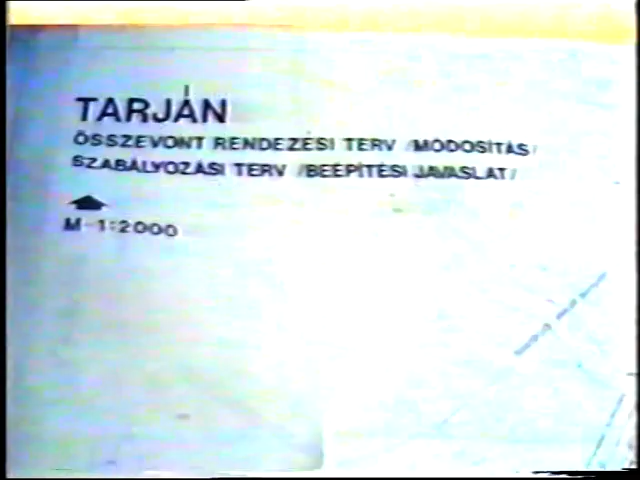 TARJÁN
ÖSSZEVONT RENDEZÉSI TERV /MÓDOSÍTÁS/
SZABÁLYOZÁSI TERV /BEÉPÍTÉSI JAVASLAT/
M 1:2000